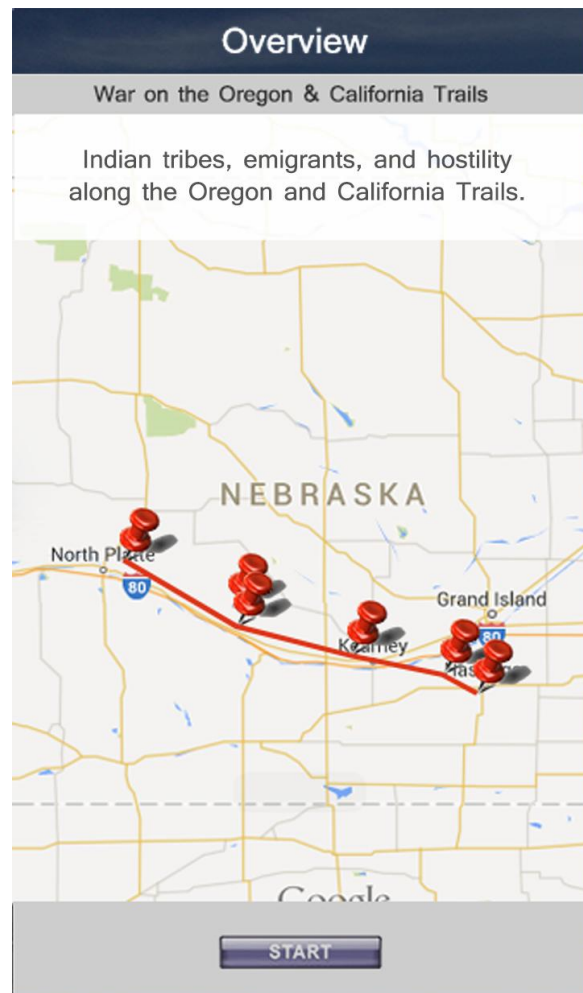 Overview
War on the Oregon & California Trails
Indian tribes, emigrants, and hostility
along the Oregon and California Trails.
NEBRASKA
North Platte
80
Grand Island
80
Kearney
Google
START